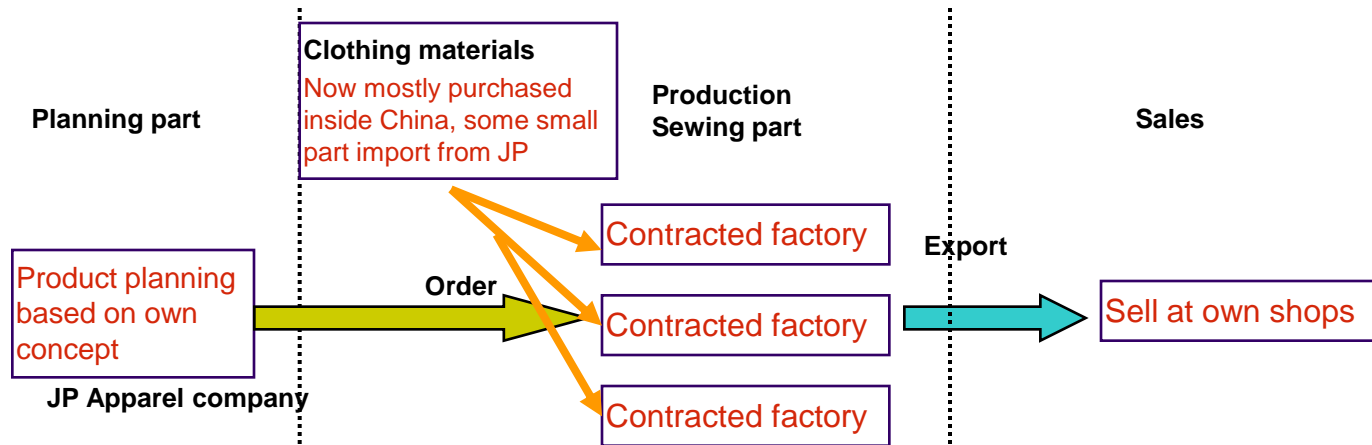 Planning part
Product planning
based on own
concept
JP Apparel company
Clothing materials
Now mostly purchased
inside China, some small
part import from JP
Order
Production
Sewing part
Contracted factory
Contracted factory
Contracted factory
Export
Sales
Sell at own shops